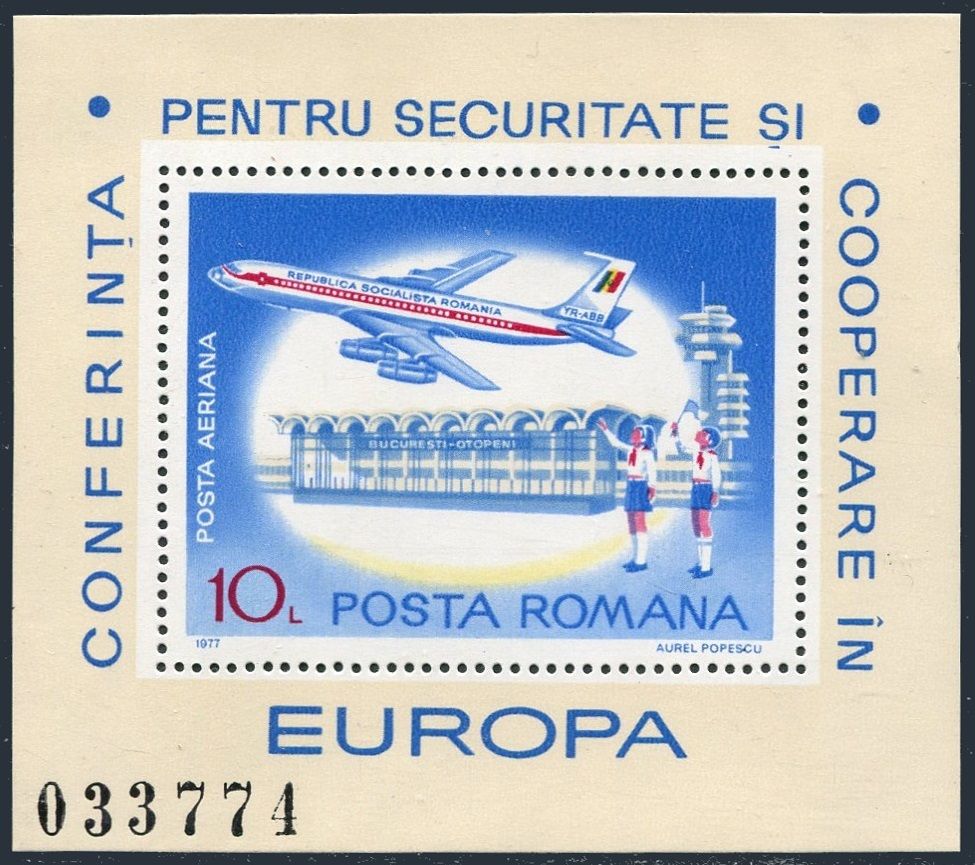 CONFERINȚA
PENTRU SECURITATE ȘI
COOPERARE ÎN
EUROPA
REPUBLICA SOCIALISTA ROMANIA
YR-ABB
POSTA AERIANA
BUCUREȘTI-OTOPENI
10L
POSTA ROMANA
1977
AUREL POPESCU
033774